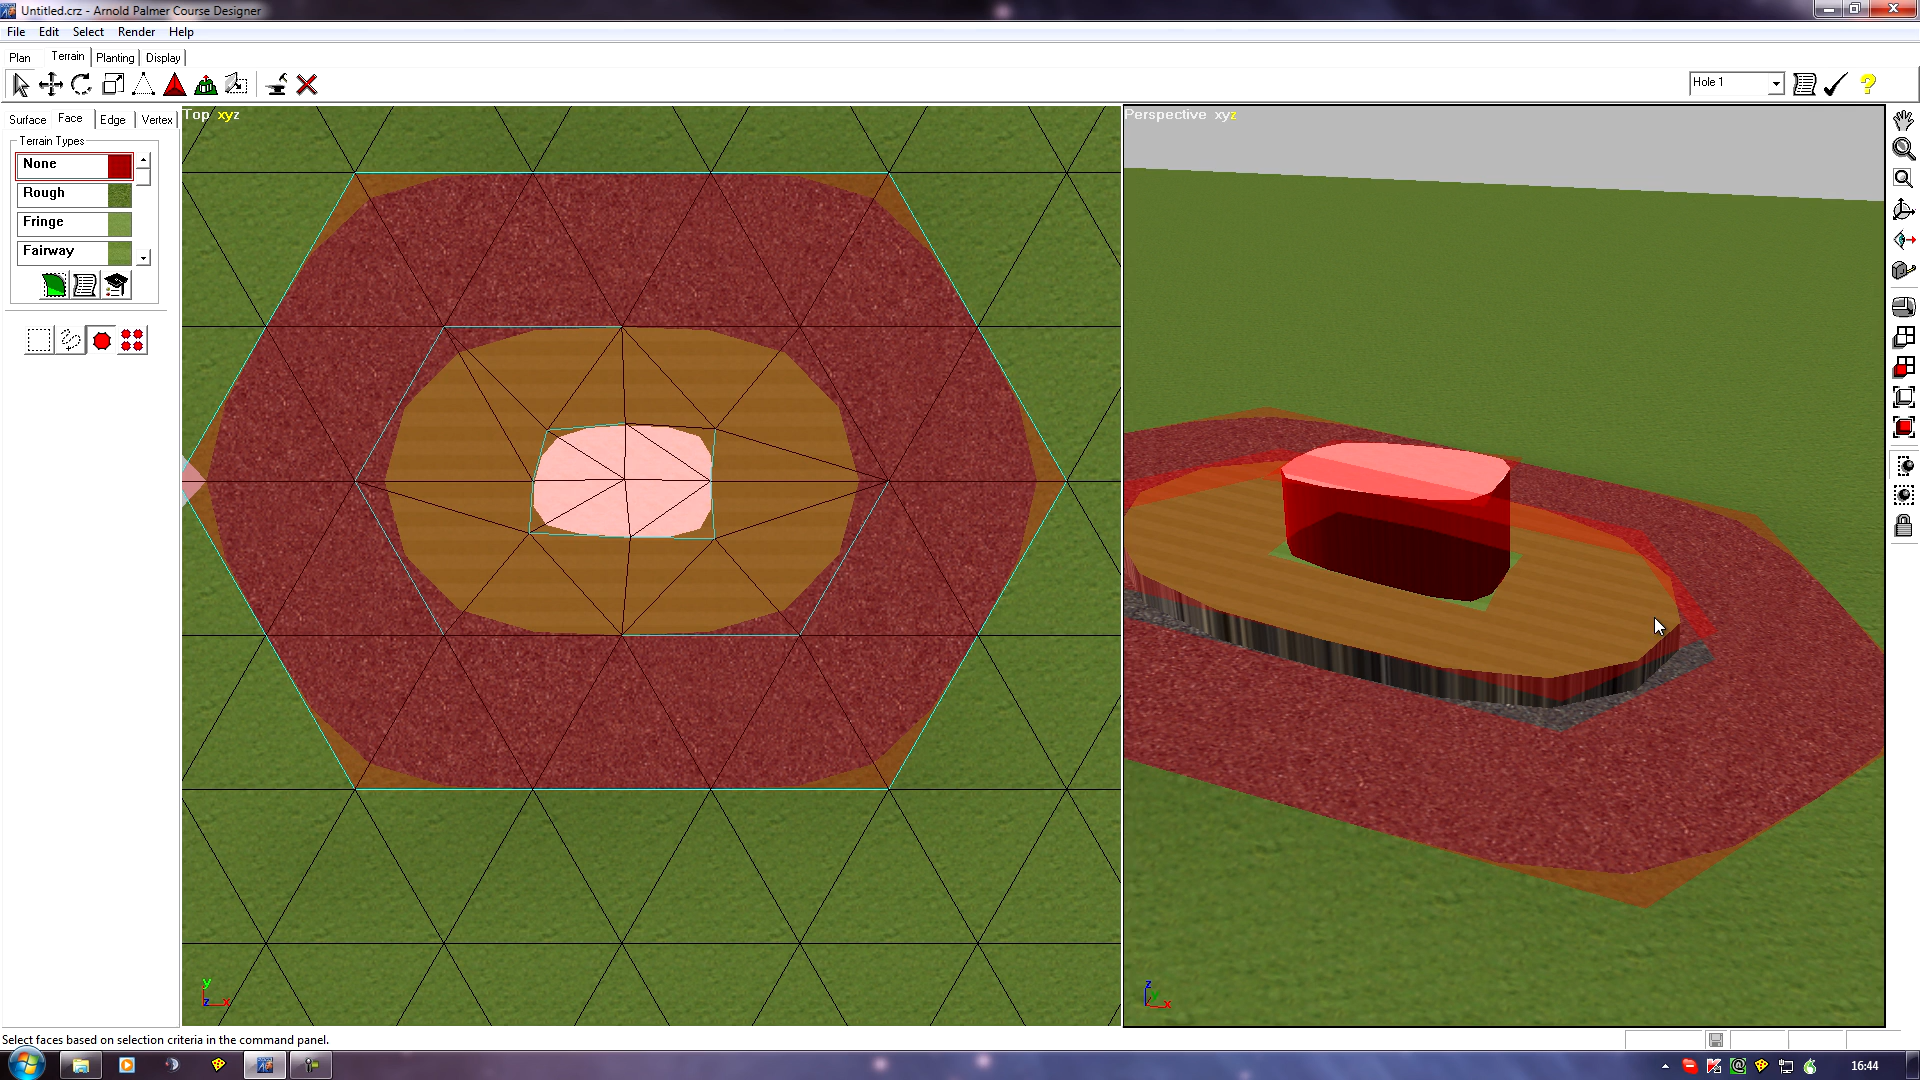 Untitled.crz - Arnold Palmer Course Designer
File Edit Select Render Help
Plan Terrain Planting Display
Hole 1
Surface Face Edge Vertex
Terrain Types
None
Rough
Fringe
Fairway
Top xyz
Perspective xyz
y
z x
z
y
x
Select faces based on selection criteria in the command panel.
16:44